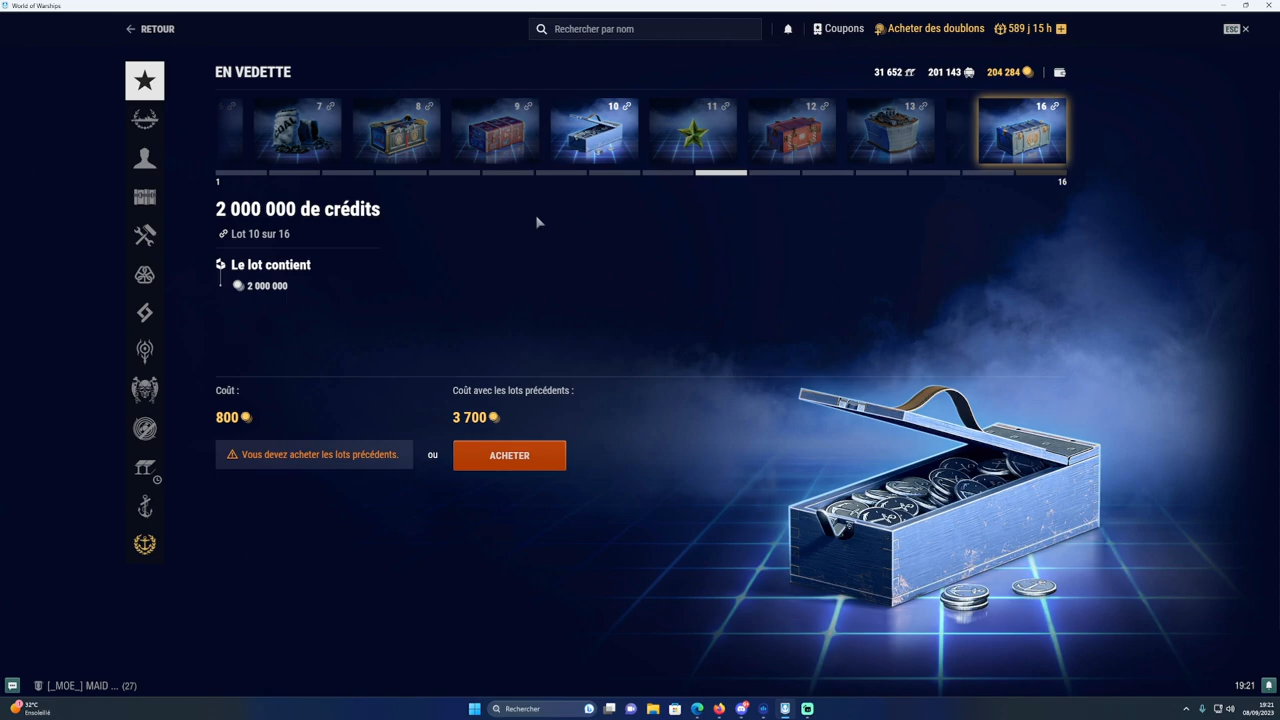 World of Warships
RETOUR
Rechercher par nom
Coupons
Acheter des doublons
589 j 15 h
ESC
EN VEDETTE
31 652
201 143
204 284
7
8
9
10
11
12
13
16
COAL
1
16
2 000 000 de crédits
Lot 10 sur 16
Le lot contient
2 000 000
Coût :
Coût avec les lots précédents :
800
3 700
Vous devez acheter les lots précédents.
ou
ACHETER
[_MOE_] MAID ... (27)
19:21
32°C
Ensoleillé
Rechercher
19:21
08/09/2023